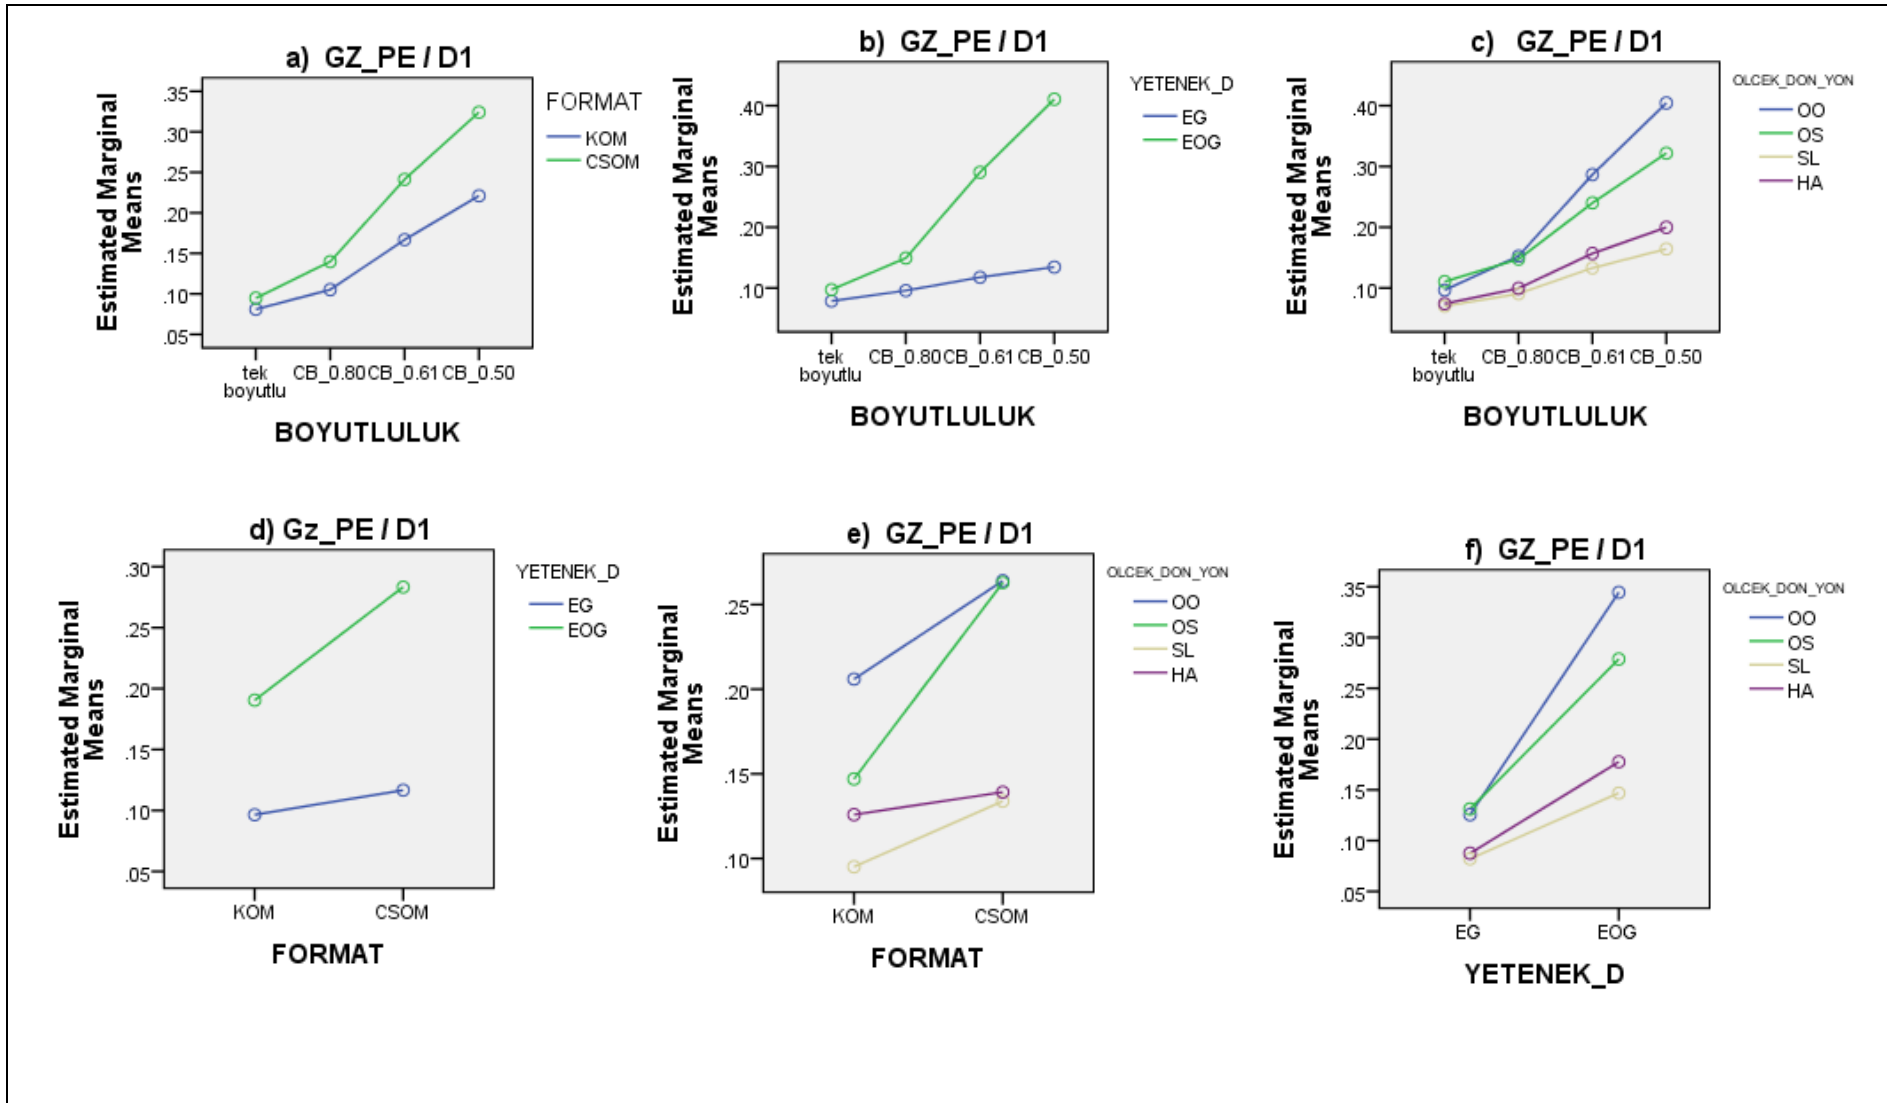 a) GZ_PE / D1
Estimated Marginal
Means
.35
.30
.25
.20
.15
.10
.05
tek
boyutlu
CB_0.80
CB_0.61
CB_0.50
BOYUTLULUK
FORMAT
KOM
CSOM
b) GZ_PE / D1
Estimated Marginal
Means
.40
.30
.20
.10
tek
boyutlu
CB_0.80
CB_0.61
CB_0.50
BOYUTLULUK
YETENEK_D
EG
EOG
c) GZ_PE / D1
Estimated Marginal
Means
.40
.30
.20
.10
tek
boyutlu
CB_0.80
CB_0.61
CB_0.50
BOYUTLULUK
OLCEK_DON_YON
OO
OS
SL
HA
d) Gz_PE / D1
Estimated Marginal
Means
.30
.25
.20
.15
.10
.05
KOM
CSOM
FORMAT
YETENEK_D
EG
EOG
e) GZ_PE / D1
Estimated Marginal
Means
.25
.20
.15
.10
KOM
CSOM
FORMAT
OLCEK_DON_YON
OO
OS
SL
HA
f) GZ_PE / D1
Estimated Marginal
Means
.35
.30
.25
.20
.15
.10
.05
EG
EOG
YETENEK_D
OLCEK_DON_YON
OO
OS
SL
HA